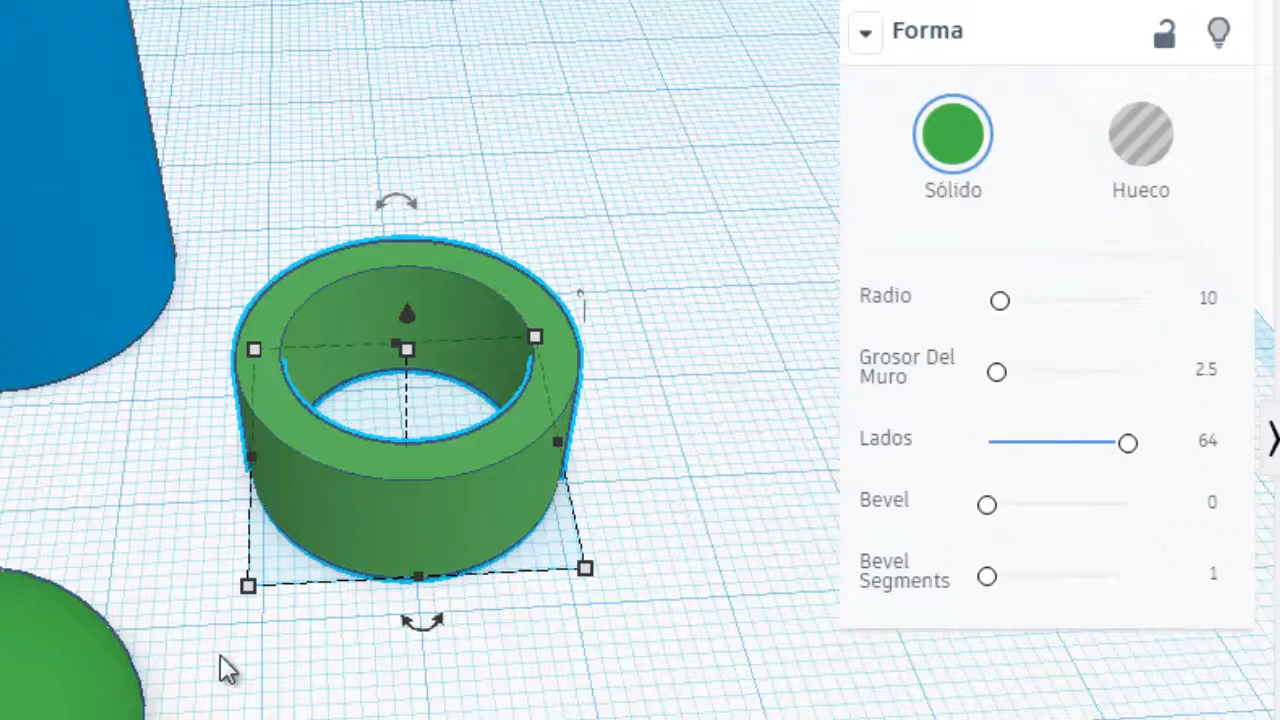 Forma
Sólido
Hueco
Radio
10
Grosor Del
Muro
2.5
Lados
64
Bevel
0
Bevel
Segments
1